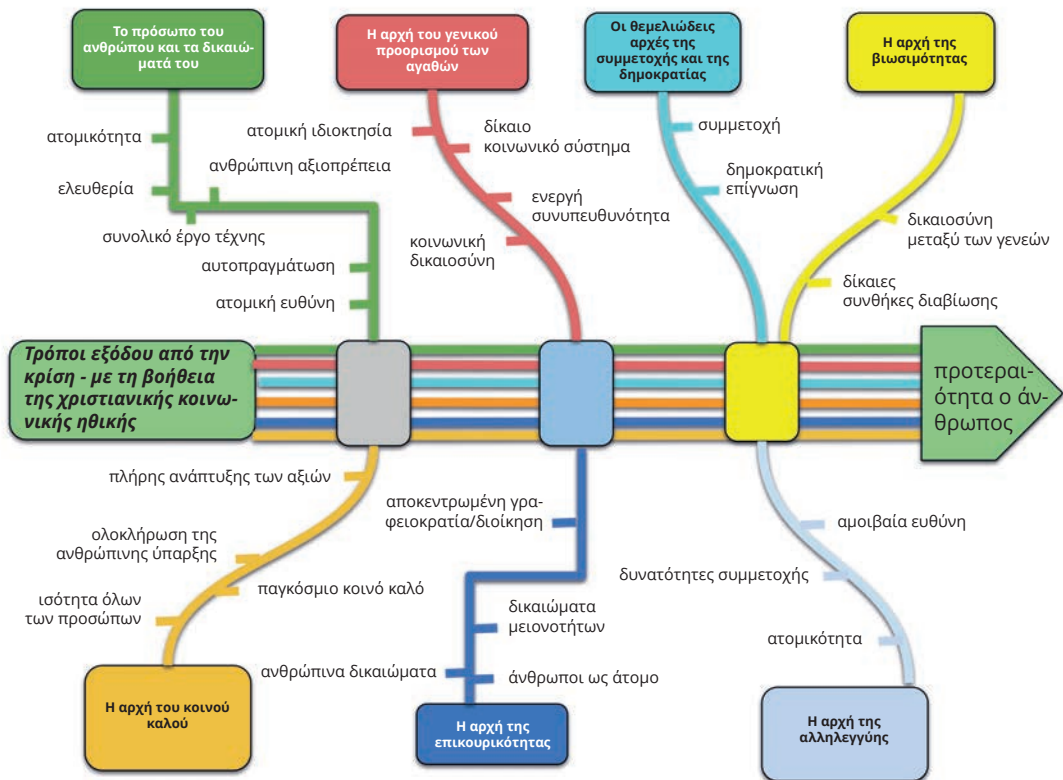 Το πρόσωπο του
ανθρώπου και τα δικαιώ-
ματά του
Η αρχή του γενικού
προορισμού των
αγαθών
Οι θεμελιώδεις
αρχές της
συμμετοχής και της
δημοκρατίας
Η αρχή της
βιωσιμότητας
ατομικότητα
ελευθερία
ανθρώπινη αξιοπρέπεια
συνολικό έργο τέχνης
αυτοπραγμάτωση
ατομική ευθύνη
ατομική ιδιοκτησία
δίκαιο
κοινωνικό σύστημα
ενεργή
συνυπευθυνότητα
κοινωνική
δικαιοσύνη
συμμετοχή
δημοκρατική
επίγνωση
δικαιοσύνη
μεταξύ των γενεών
δίκαιες
συνθήκες διαβίωσης
Τρόποι εξόδου από την
κρίση - με τη βοήθεια
της χριστιανικής κοινω-
νικής ηθικής
προτεραι-
ότητα ο άν-
θρωπος
πλήρης ανάπτυξης των αξιών
ολοκλήρωση της
ανθρώπινης ύπαρξης
παγκόσμιο κοινό καλό
ισότητα όλων
των προσώπων
αποκεντρωμένη γρα-
φειοκρατία/διοίκηση
δικαιώματα
μειονοτήτων
ανθρώπινα δικαιώματα
άνθρωποι ως άτομο
αμοιβαία ευθύνη
δυνατότητες συμμετοχής
ατομικότητα
Η αρχή του κοινού
καλού
Η αρχή της
επικουρικότητας
Η αρχή της
αλληλεγγύης